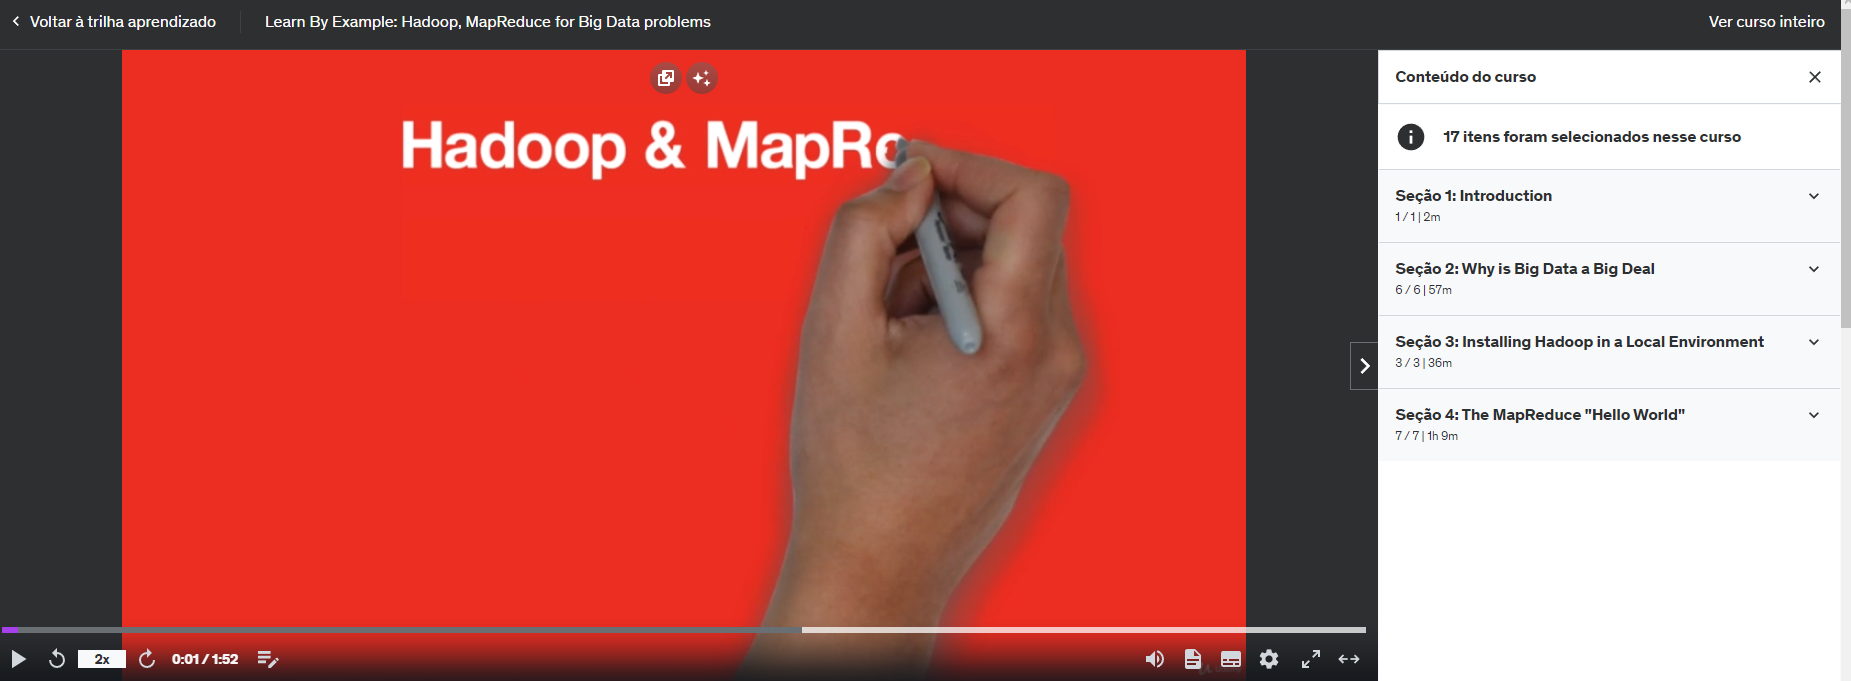 Voltar à trilha aprendizado
Learn By Example: Hadoop, MapReduce for Big Data problems
Ver curso inteiro
Hadoop & MapRe
Conteúdo do curso
17 itens foram selecionados nesse curso
Seção 1: Introduction
1 / 1 | 2m
Seção 2: Why is Big Data a Big Deal
6 / 6 | 57m
Seção 3: Installing Hadoop in a Local Environment
3 / 3 | 36m
Seção 4: The MapReduce "Hello World"
7 / 7 | 1h 9m
2x
0:01 / 1:52